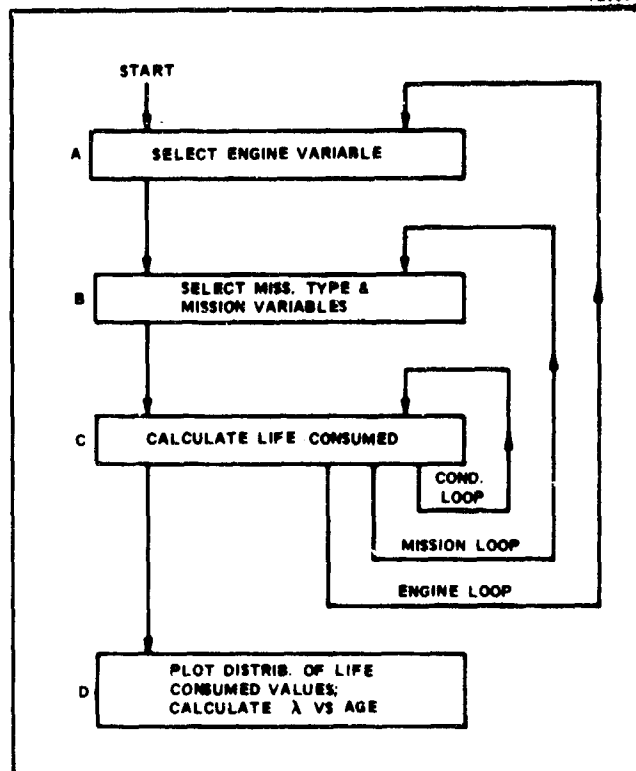 START
A SELECT ENGINE VARIABLE
B SELECT MISS. TYPE &
MISSION VARIABLES
C CALCULATE LIFE CONSUMED
COND.
LOOP
MISSION LOOP
ENGINE LOOP
D PLOT DISTRIB. OF LIFE
CONSUMED VALUES;
CALCULATE λ VS AGE